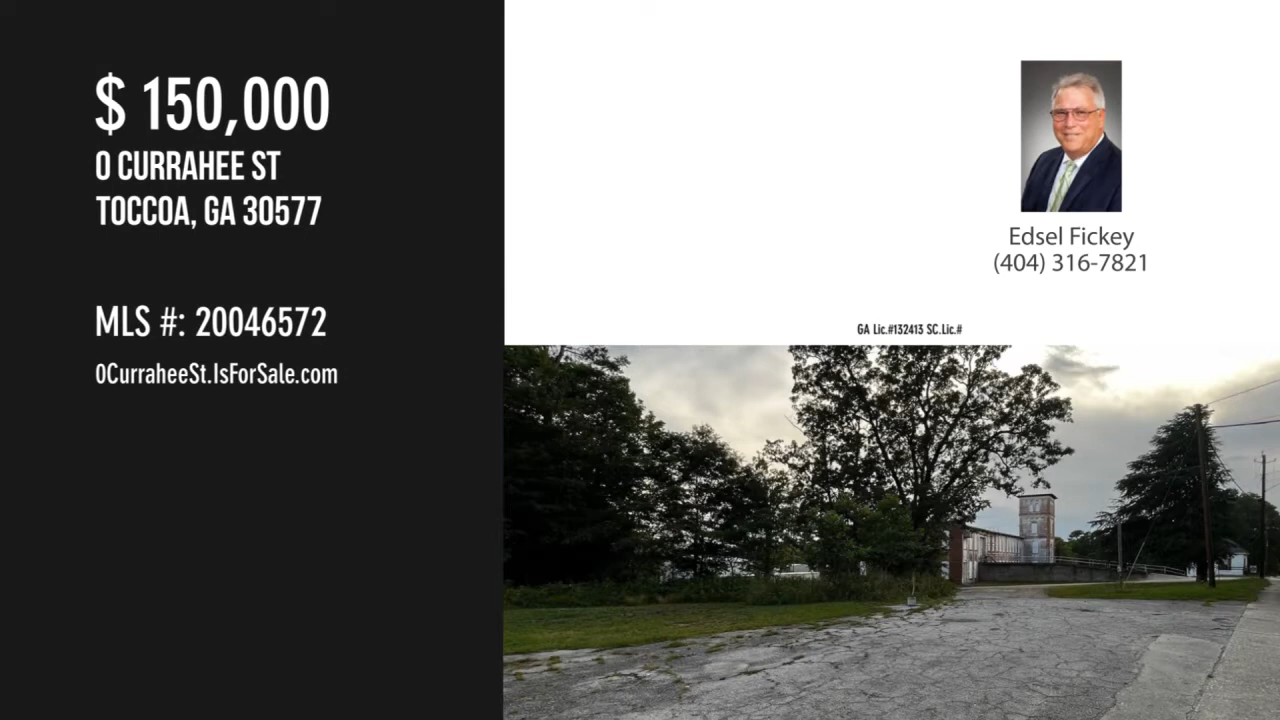 $ 150,000
0 CURRAHEE ST
TOCCOA, GA 30577
MLS #: 20046572
0CurraheeSt.IsForSale.com
Edsel Fickey
(404) 316-7821
GA Lic.#132413 SC.Lic.#